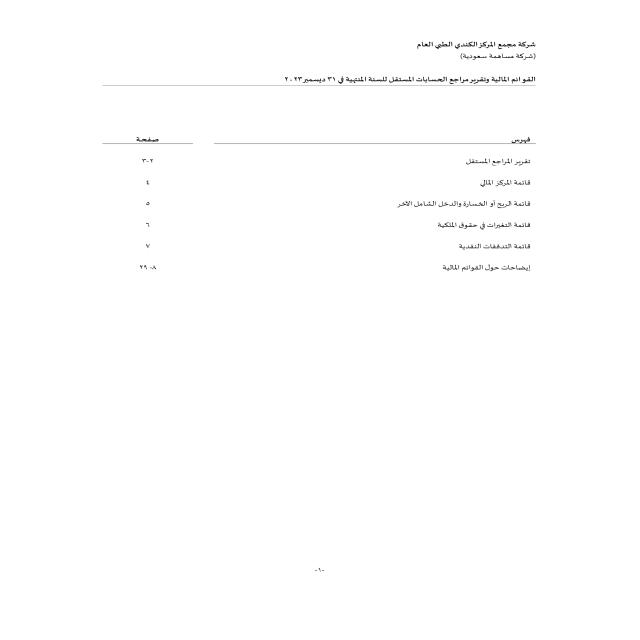 شركة مجمع المركز الكندي الطبي العام
(شركة مساهمة سعودية)
القوائم المالية وتقرير مراجع الحسابات المستقل للسنة المنتهية في ٣١ ديسمبر ٢٠٢٣
فهرس صفحة
تقرير المراجع المستقل ٢-٣
قائمة المركز المالي ٤
قائمة الربح أو الخسارة والدخل الشامل الآخر ٥
قائمة التغيرات في حقوق الملكية ٦
قائمة التدفقات النقدية ٧
إيضاحات حول القوائم المالية ٨- ٢٩
-١-